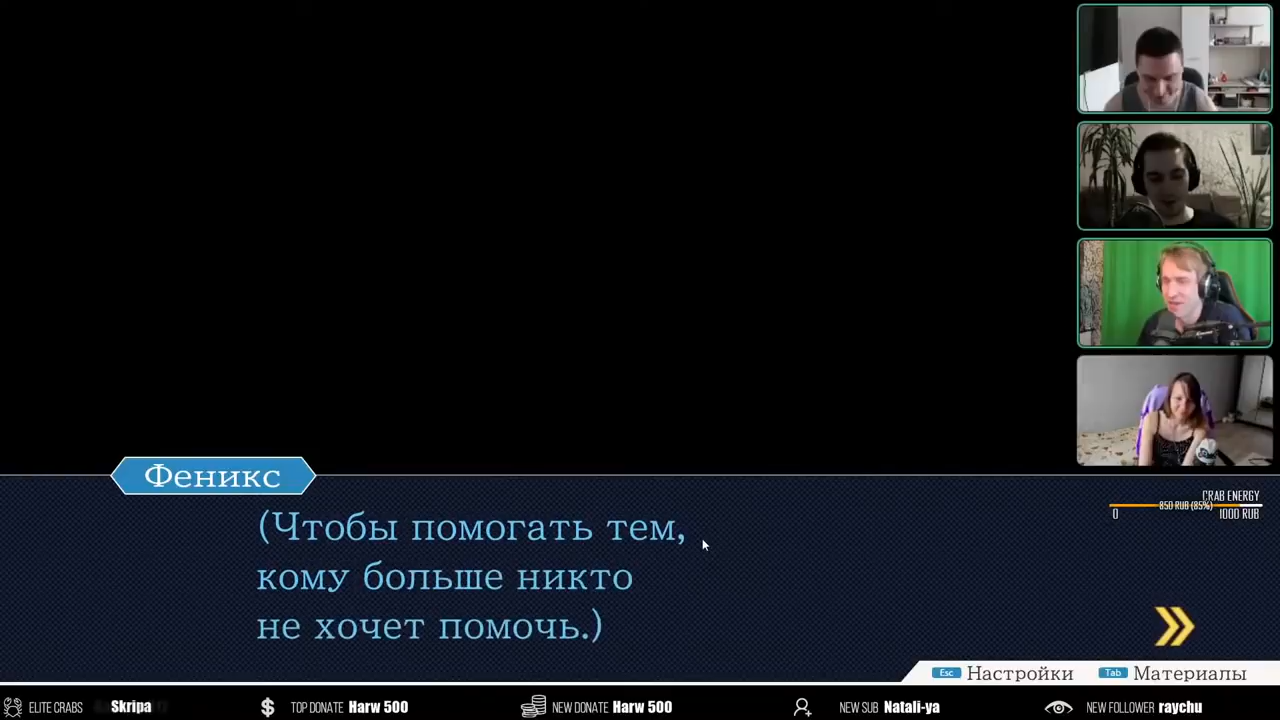 Феникс
(Чтобы помогать тем,
кому больше никто
не хочет помочь.)
CRAB ENERGY
850 RUB (85%)
0 1000 RUB
Esc Настройки Tab Материалы
ELITE CRABS Skripa TOP DONATE Harw 500 NEW DONATE Harw 500 NEW SUB Natali-ya NEW FOLLOWER raychu